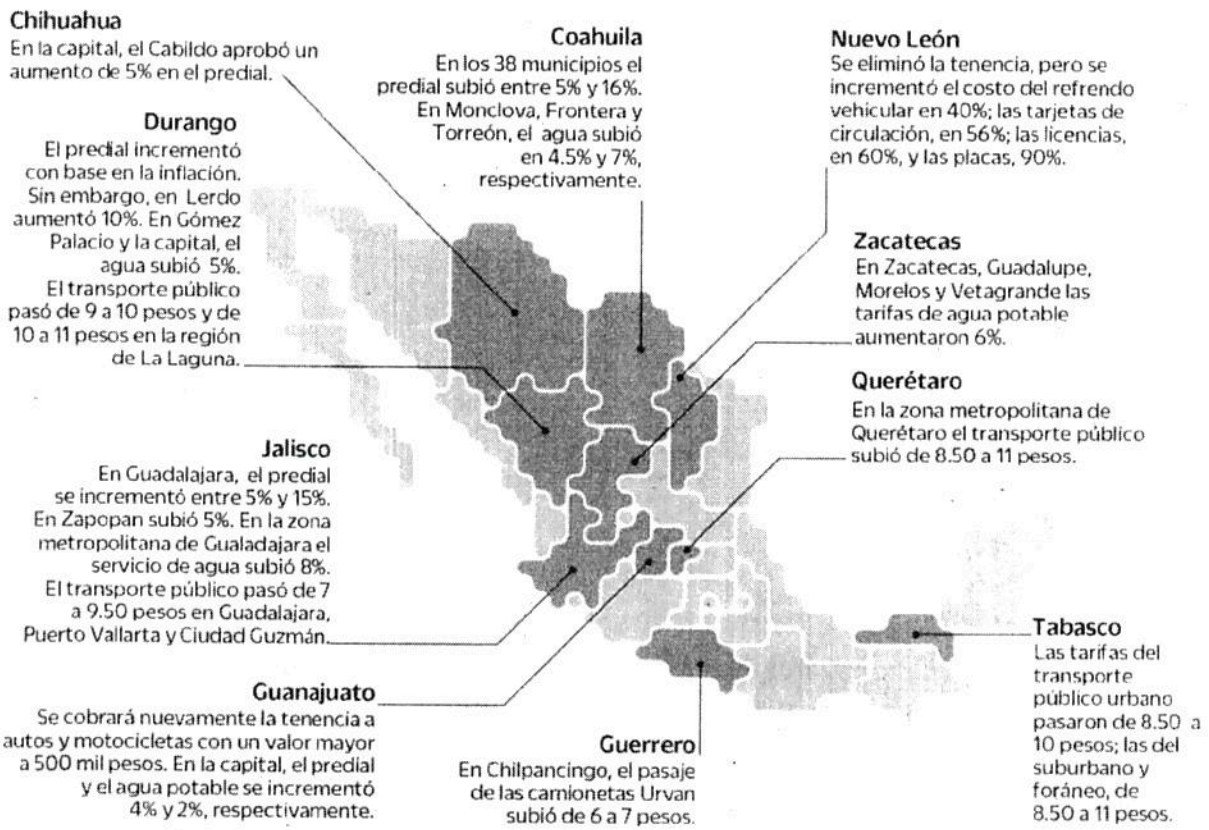 Chihuahua
En la capital, el Cabildo aprobó un
aumento de 5% en el predial.
Coahuila
En los 38 municipios el
predial subió entre 5% y 16%.
En Monclova, Frontera y
Torreón, el agua subió
en 4.5% y 7%,
respectivamente.
Nuevo León
Se eliminó la tenencia, pero se
incrementó el costo del refrendo
vehicular en 40%; las tarjetas de
circulación, en 56%; las licencias,
en 60%, y las placas, 90%.
Durango
El predial incrementó
con base en la inflación.
Sin embargo, en Lerdo
aumentó 10%. En Gómez
Palacio y la capital, el
agua subió 5%.
El transporte público
pasó de 9 a 10 pesos y de
10 a 11 pesos en la región
de La Laguna.
Zacatecas
En Zacatecas, Guadalupe,
Morelos y Vetagrande las
tarifas de agua potable
aumentaron 6%.
Querétaro
En la zona metropolitana de
Querétaro el transporte público
subió de 8.50 a 11 pesos.
Jalisco
En Guadalajara, el predial
se incrementó entre 5% y 15%.
En Zapopan subió 5%. En la zona
metropolitana de Gualadajara el
servicio de agua subió 8%.
El transporte público pasó de 7
a 9.50 pesos en Guadalajara,
Puerto Vallarta y Ciudad Guzmán.
Guanajuato
Se cobrará nuevamente la tenencia a
autos y motocicletas con un valor mayor
a 500 mil pesos. En la capital, el predial
y el agua potable se incrementó
4% y 2%, respectivamente.
Guerrero
En Chilpancingo, el pasaje
de las camionetas Urvan
subió de 6 a 7 pesos.
Tabasco
Las tarifas del
transporte
público urbano
pasaron de 8.50 a
10 pesos; las del
suburbano y
foráneo, de
8.50 a 11 pesos.